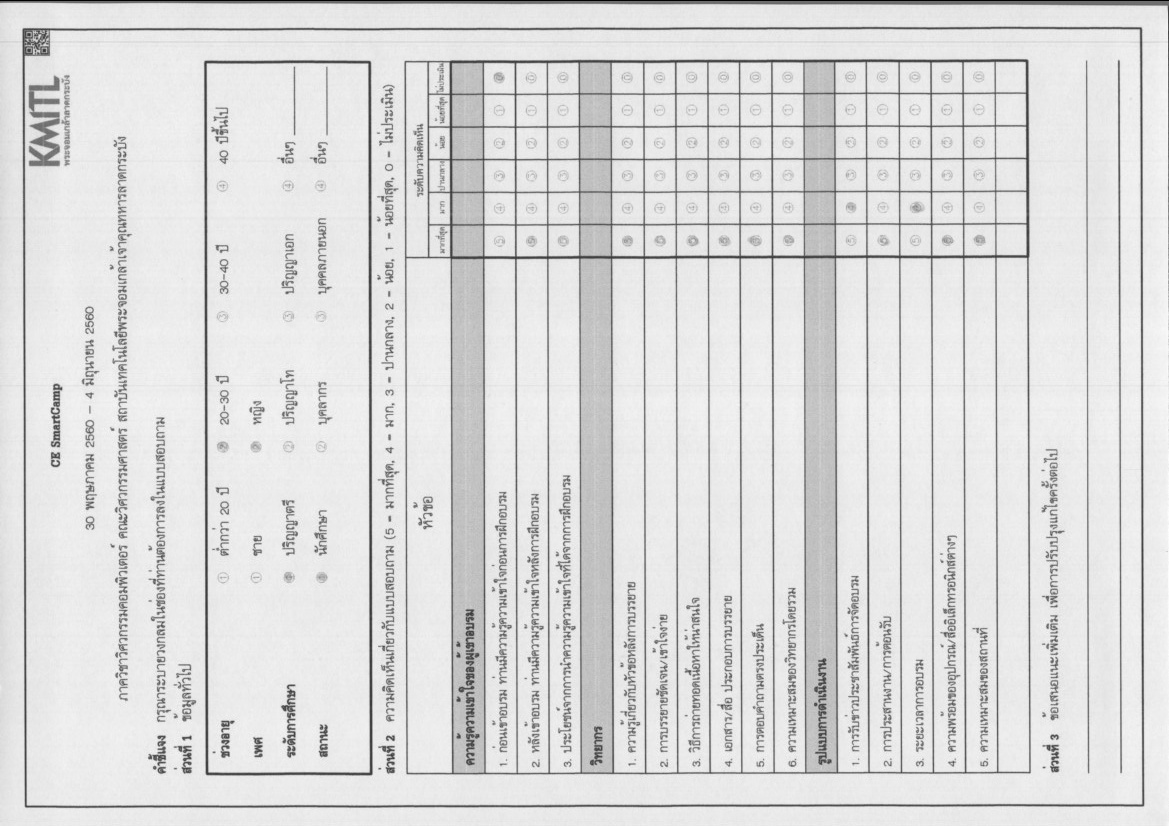 KMITL
พระจอมเกล้าลาดกระบัง
CE SmartCamp
30 พฤษภาคม 2560 – 4 มิถุนายน 2560
ภาควิชาวิศวกรรมคอมพิวเตอร์ คณะวิศวกรรมศาสตร์ สถาบันเทคโนโลยีพระจอมเกล้าเจ้าคุณทหารลาดกระบัง
คำชี้แจง กรุณาระบายวงกลมในช่องที่ท่านต้องการลงในแบบสอบถาม
ส่วนที่ 1 ข้อมูลทั่วไป
ช่วงอายุ ① ต่ำกว่า 20 ปี ② 20-30 ปี ③ 30-40 ปี ④ 40 ปีขึ้นไป
เพศ ① ชาย ② หญิง
ระดับการศึกษา ① ปริญญาตรี ② ปริญญาโท ③ ปริญญาเอก ④ อื่นๆ
สถานะ ① นักศึกษา ② บุคลากร ③ บุคคลภายนอก ④ อื่นๆ
ส่วนที่ 2 ความคิดเห็นเกี่ยวกับแบบสอบถาม (5 - มากที่สุด, 4 - มาก, 3 - ปานกลาง, 2 - น้อย, 1 - น้อยที่สุด, 0 - ไม่ประเมิน)
หัวข้อ ระดับความคิดเห็น
มากที่สุด มาก ปานกลาง น้อย น้อยที่สุด ไม่ประเมิน
ความรู้ความเข้าใจของผู้เข้าอบรม
1. ก่อนเข้าอบรม ท่านมีความรู้ความเข้าใจก่อนการฝึกอบรม ⑤ ④ ③ ② ①
2. หลังเข้าอบรม ท่านมีความรู้ความเข้าใจหลังการฝึกอบรม ④ ③ ② ① ⓪
3. ประโยชน์จากการนำความรู้ความเข้าใจที่ได้จากการฝึกอบรม ④ ③ ② ① ⓪
วิทยากร
1. ความรู้เกี่ยวกับหัวข้อหลังการบรรยาย ④ ③ ② ① ⓪
2. การบรรยายชัดเจน/เข้าใจง่าย ④ ③ ② ① ⓪
3. วิธีการถ่ายทอดเนื้อหาให้น่าสนใจ ④ ③ ② ① ⓪
4. เอกสาร/สื่อ ประกอบการบรรยาย ④ ③ ② ① ⓪
5. การตอบคำถามตรงประเด็น ④ ③ ② ① ⓪
6. ความเหมาะสมของวิทยากรโดยรวม ④ ③ ② ① ⓪
รูปแบบการดำเนินงาน
1. การรับข่าวประชาสัมพันธ์การจัดอบรม ⑤ ③ ② ① ⓪
2. การประสานงาน/การต้อนรับ ④ ③ ② ① ⓪
3. ระยะเวลาการอบรม ⑤ ③ ② ① ⓪
4. ความพร้อมของอุปกรณ์/สื่ออิเล็กทรอนิกส์ต่างๆ ④ ③ ② ① ⓪
5. ความเหมาะสมของสถานที่ ④ ③ ② ① ⓪
ส่วนที่ 3 ข้อเสนอแนะเพิ่มเติม เพื่อการปรับปรุงแก้ไขครั้งต่อไป